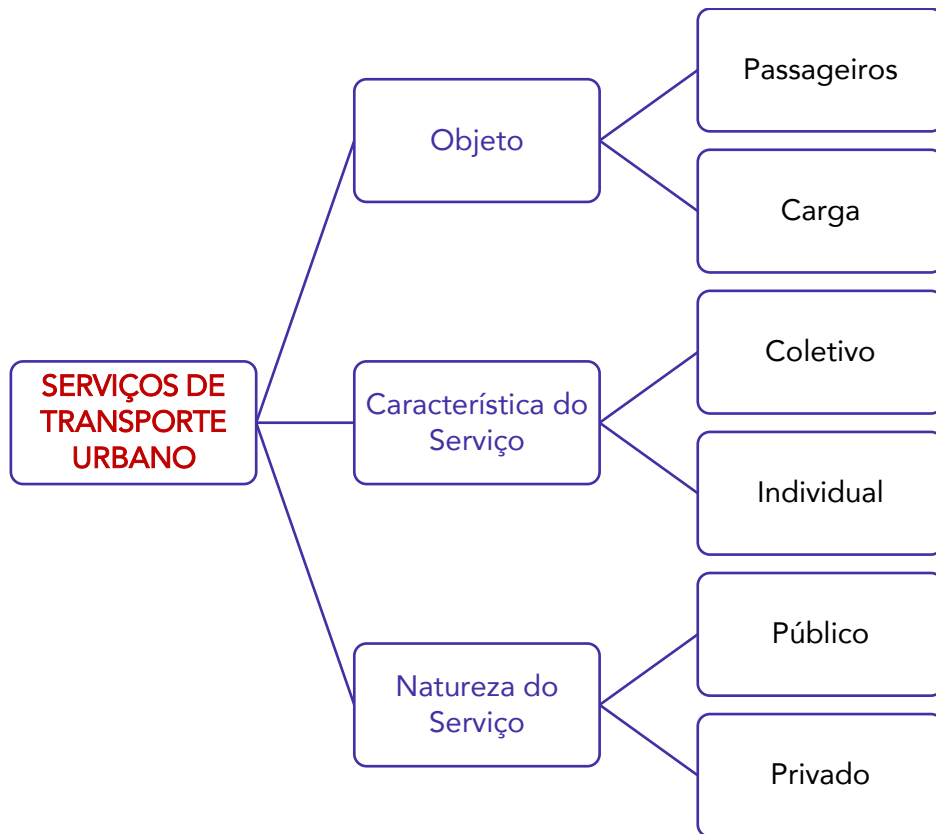 Passageiros
Objeto
Carga
Coletivo
SERVIÇOS DE
TRANSPORTE
URBANO
Característica do
Serviço
Individual
Público
Natureza do
Serviço
Privado